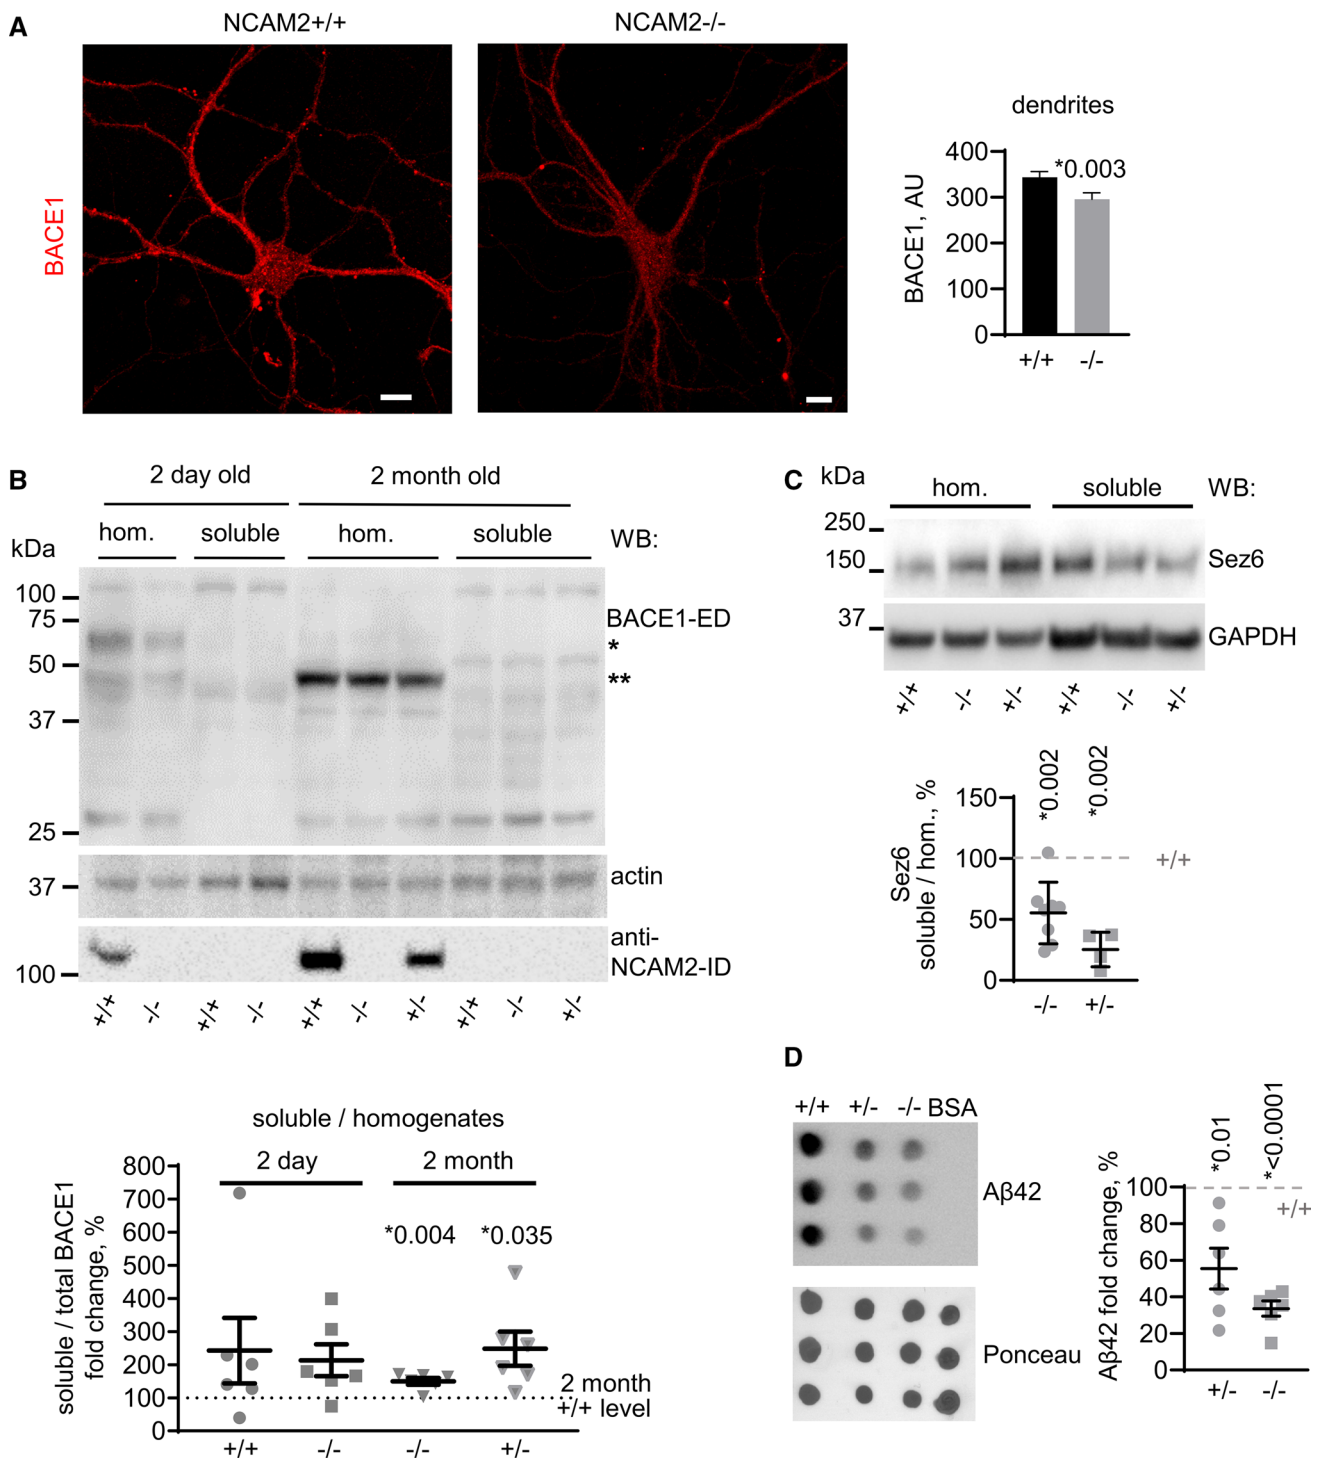 A
NCAM2+/+
NCAM2-/-
BACE1
dendrites
BACE1, AU
400
300
200
100
0
*0.003
+/+
-/-
B
2 day old
2 month old
hom.
soluble
hom.
soluble
WB:
kDa
100
75
50
37
25
BACE1-ED
*
**
37
actin
100
anti-
NCAM2-ID
+/+
-/-
+/+
-/-
+/+
-/-
+/-
+/+
-/-
+/-
soluble / homogenates
2 day
2 month
soluble / total BACE1
fold change, %
800
700
600
500
400
300
200
100
0
*0.004
*0.035
2 month
+/+ level
+/+
-/-
-/-
+/-
C
kDa
hom.
soluble
WB:
250
150
Sez6
37
GAPDH
+/+
-/-
+/-
+/+
-/-
+/-
Sez6
soluble / hom., %
150
100
50
0
*0.002
*0.002
+/+
-/-
+/-
D
+/+
+/-
-/-
BSA
Aβ42
Ponceau
Aβ42 fold change, %
100
80
60
40
20
0
*0.01
*<0.0001
+/+
+/-
-/-